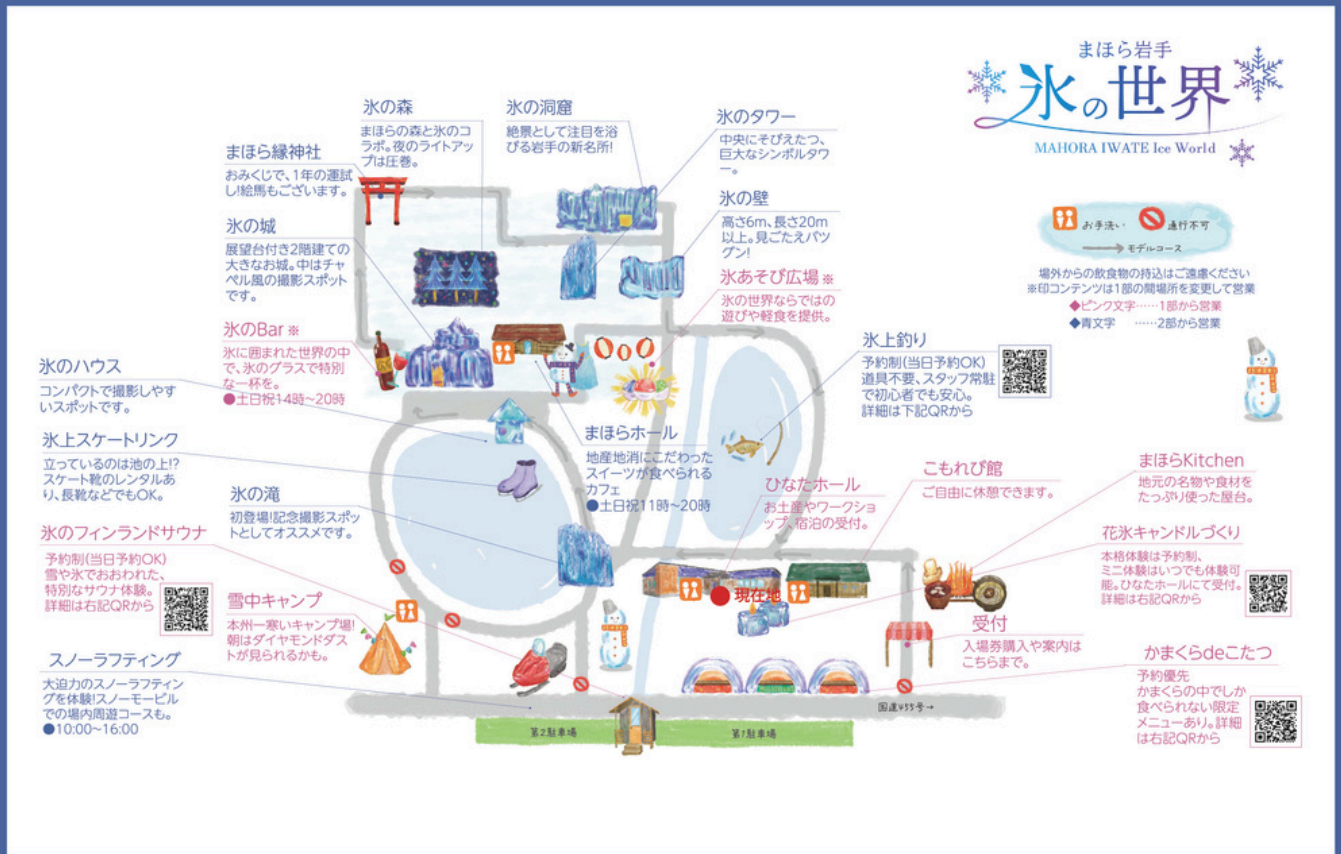 まほら岩手
氷の世界
MAHORA IWATE Ice World
お手洗い
通行不可
モデルコース
場外からの飲食物の持込はご遠慮ください
※印コンテンツは1部の間場所を変更して営業
◆ピンク文字……1部から営業
◆青文字 ……2部から営業
氷の森
まほらの森と氷のコ
ラボ。夜のライトアッ
プは圧巻。
氷の洞窟
絶景として注目を浴
びる岩手の新名所!
氷のタワー
中央にそびえたつ、
巨大なシンボルタワ
ー。
まほら縁神社
おみくじで、1年の運試
し!絵馬もございます。
氷の壁
高さ6m、長さ20m
以上。見ごたえバツ
グン!
氷の城
展望台付き2階建ての
大きなお城。中はチャ
ペル風の撮影スポット
です。
氷あそび広場※
氷の世界ならではの
遊びや軽食を提供。
氷のBar※
氷に囲まれた世界の中
で、氷のグラスで特別
な一杯を。
●土日祝14時~20時
氷上釣り
予約制(当日予約OK)
道具不要、スタッフ常駐
で初心者でも安心。
詳細は下記QRから
氷のハウス
コンパクトで撮影しやす
いスポットです。
氷上スケートリンク
立っているのは池の上!?
スケート靴のレンタルあ
り、長靴などでもOK。
まほらホール
地産地消にこだわった
スイーツが食べられる
カフェ
●土日祝11時~20時
氷の滝
初登場!記念撮影スポッ
トとしてオススメです。
ひなたホール
お土産やワークショ
ップ、宿泊の受付。
こもれび館
ご自由に休憩できます。
まほらKitchen
地元の名物や食材を
たっぷり使った屋台。
氷のフィンランドサウナ
予約制(当日予約OK)
雪や氷でおおわれた、
特別なサウナ体験。
詳細は右記QRから
花氷キャンドルづくり
本格体験は予約制、
ミニ体験はいつでも体験可
能。ひなたホールにて受付。
詳細は右記QRから
現在地
雪中キャンプ
本州一寒いキャンプ場!
朝はダイヤモンドダス
トが見られるかも。
受付
入場券購入や案内は
こちらまで。
スノーラフティング
大迫力のスノーラフティン
グを体験!スノーモービル
での場内周遊コースも。
●10:00~16:00
かまくらdeこたつ
予約優先
かまくらの中でしか
食べられない限定
メニューあり。詳細
は右記QRから
国道455号→
第2駐車場
第1駐車場